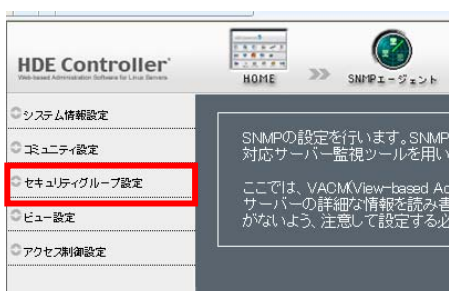 HDE Controller
Web-based Administration Software for Linux Servers
HOME
SNMPエージェント
システム情報設定
コミュニティ設定
セキュリティグループ設定
ビュー設定
アクセス制御設定
SNMPの設定を行います。SNMP
対応サーバー監視ツールを用い
ここでは、VACM(View-based Ac
サーバーの詳細な情報を読み書
がないよう、注意して設定する必